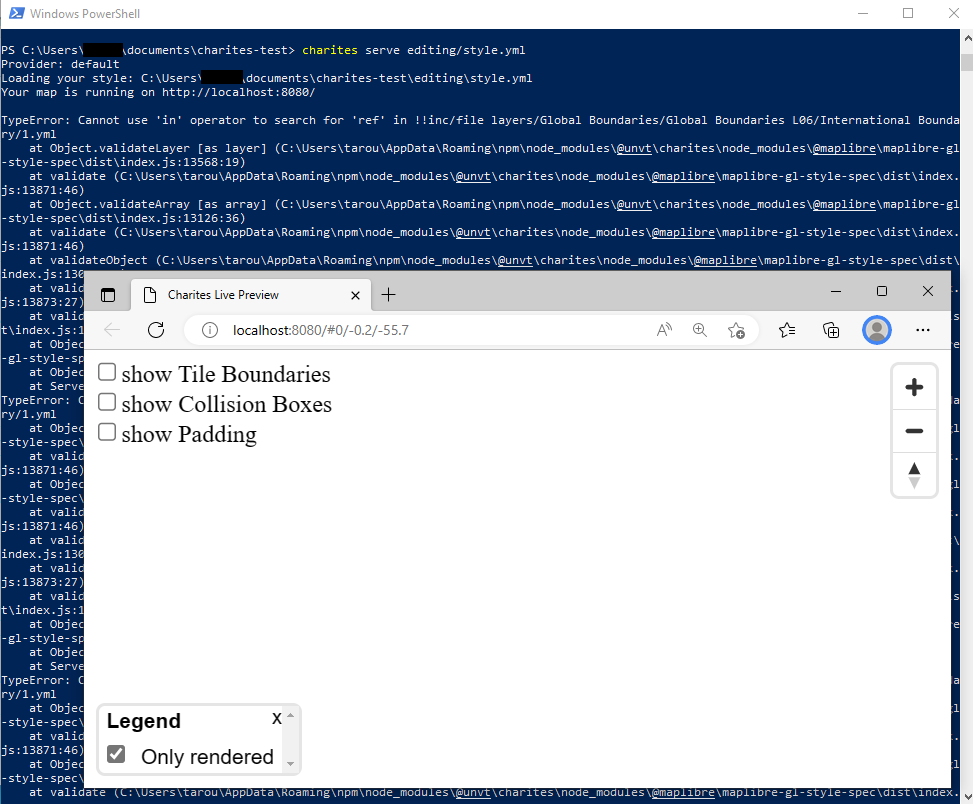 Windows PowerShell
PS C:\Users\ \documents\charites-test> charites serve editing/style.yml
Provider: default
Loading your style: C:\Users\ \documents\charites-test\editing\style.yml
Your map is running on http://localhost:8080/
TypeError: Cannot use 'in' operator to search for 'ref' in !!inc/file layers/Global Boundaries/Global Boundaries L06/International Bounda
ry/1.yml
at Object.validateLayer [as layer] (C:\Users\tarou\AppData\Roaming\npm\node_modules\@unvt\charites\node_modules\@maplibre\maplibre-gl
-style-spec\dist\index.js:13568:19)
at validate (C:\Users\tarou\AppData\Roaming\npm\node_modules\@unvt\charites\node_modules\@maplibre\maplibre-gl-style-spec\dist\index.
js:13871:46)
at Object.validateArray [as array] (C:\Users\tarou\AppData\Roaming\npm\node_modules\@unvt\charites\node_modules\@maplibre\maplibre-gl
-style-spec\dist\index.js:13126:36)
at validate (C:\Users\tarou\AppData\Roaming\npm\node_modules\@unvt\charites\node_modules\@maplibre\maplibre-gl-style-spec\dist\index.
js:13871:46)
at validateObject (C:\Users\tarou\AppData\Roaming\npm\node_modules\@unvt\charites\node_modules\@maplibre\maplibre-gl-style-spec\dist\
index.js:130
at vali
js:13873:27)
at vali
t\index.js:1
at Obje
-gl-style-sp
at Objec
at Serve
TypeError: C
ry/1.yml
at Objec
-style-spec\
at valid
js:13871:46)
at Objec
-style-spec\
at valid
js:13871:46)
at valid
index.js:130
at valid
js:13873:27)
at valid
t\index.js:1
at Objec
-gl-style-sp
at Objec
at Serve
TypeError: C
ry/1.yml
at Objec
-style-spec\
at valid
js:13871:46)
at Objec
-style-spec\
at validate (C:\Users\tarou\AppData\Roaming\npm\node_modules\@unvt\charites\node_modules\@maplibre\maplibre-gl-style-spec\dist\index.
Charites Live Preview
localhost:8080/#0/-0.2/-55.7
show Tile Boundaries
show Collision Boxes
show Padding
Legend X
Only rendered